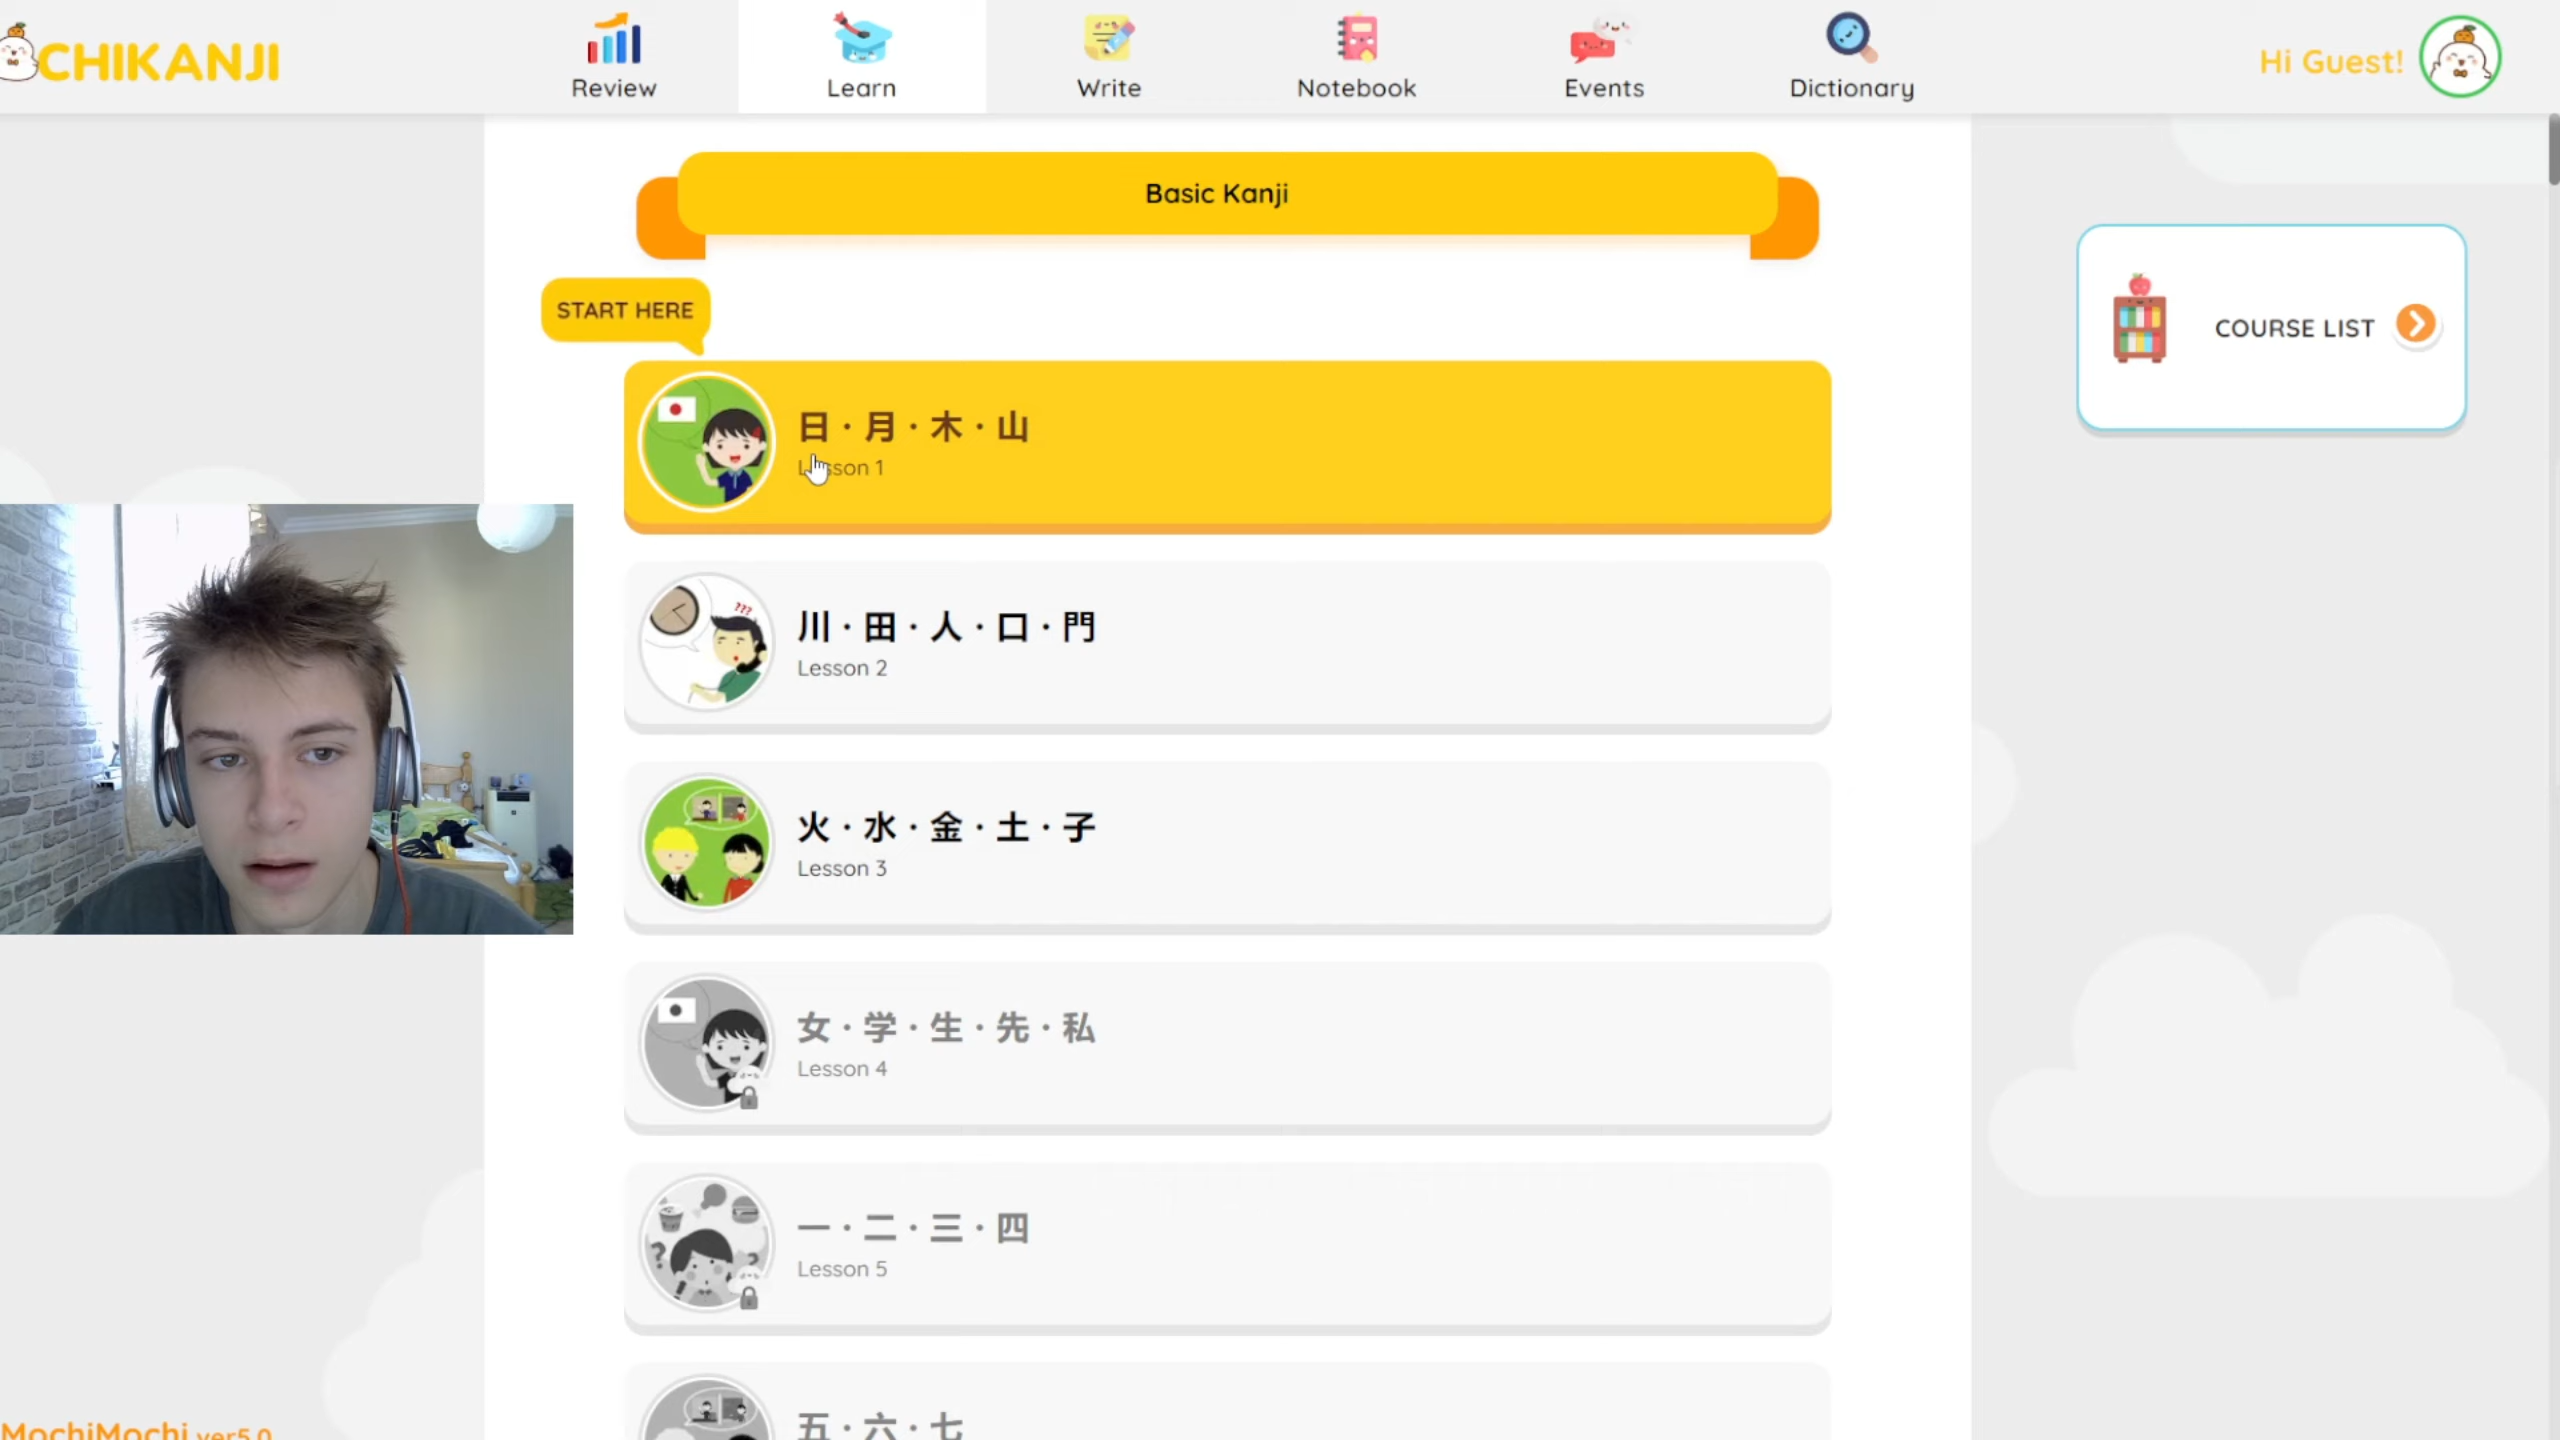 CHIKANJI
Review
Learn
Write
Notebook
Events
Dictionary
Hi Guest!
Basic Kanji
START HERE
COURSE LIST
日・月・木・山
Lesson 1
???
川・田・人・口・門
Lesson 2
火・水・金・土・子
Lesson 3
女・学・生・先・私
Lesson 4
一・二・三・四
Lesson 5
五・六・七
MochiMochi ver5.0